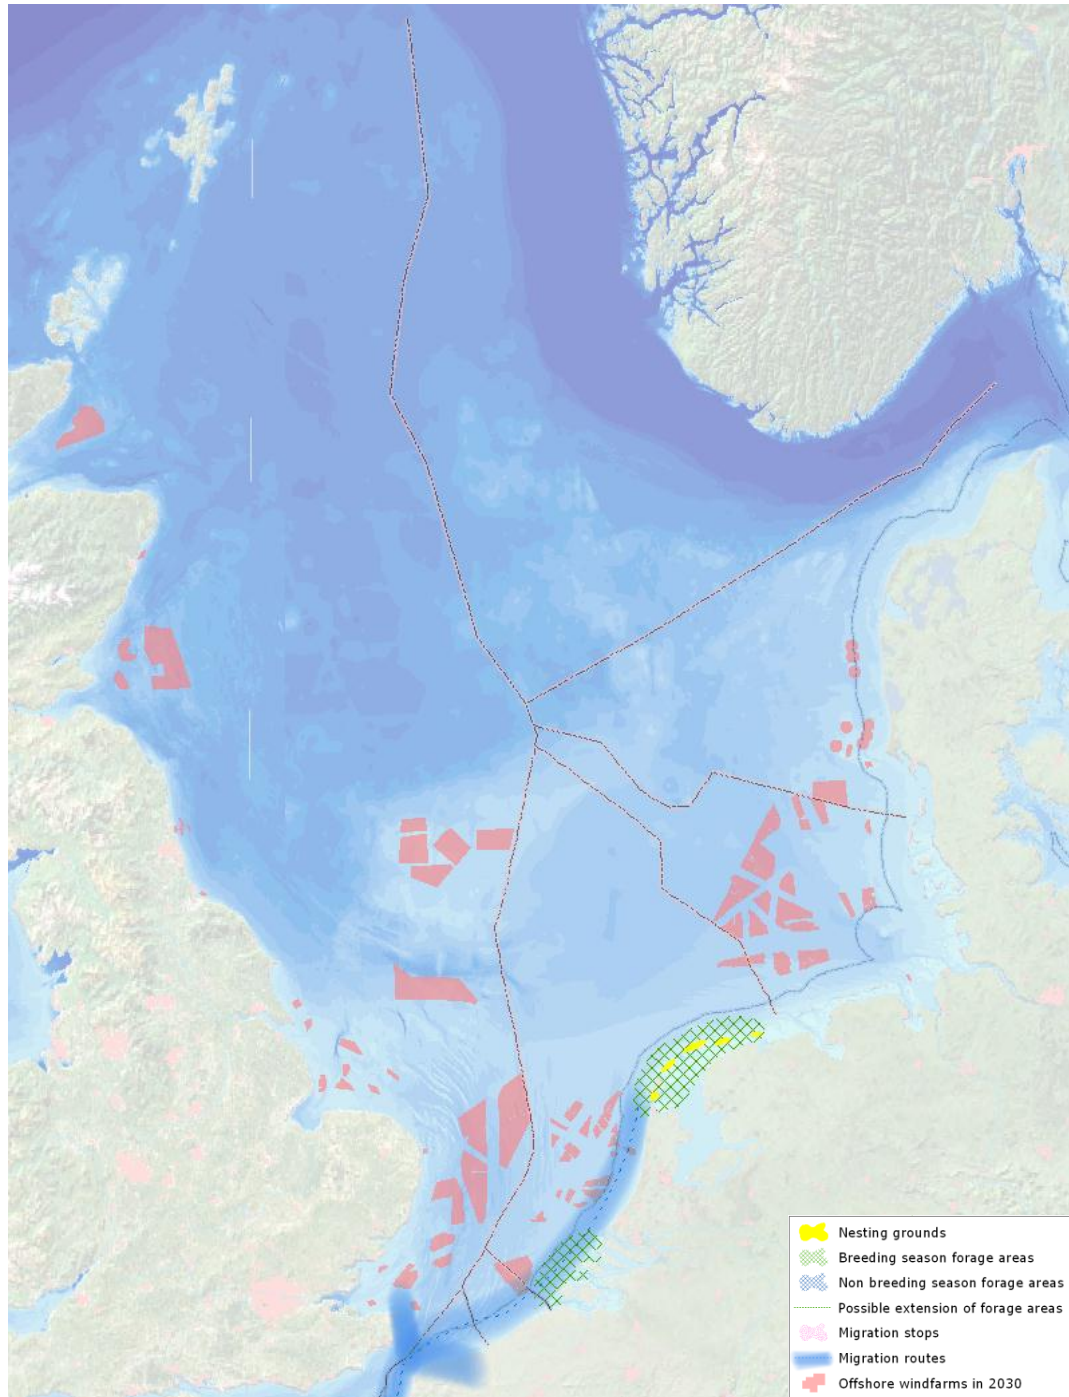 Nesting grounds
Breeding season forage areas
Non breeding season forage areas
Possible extension of forage areas
Migration stops
Migration routes
Offshore windfarms in 2030